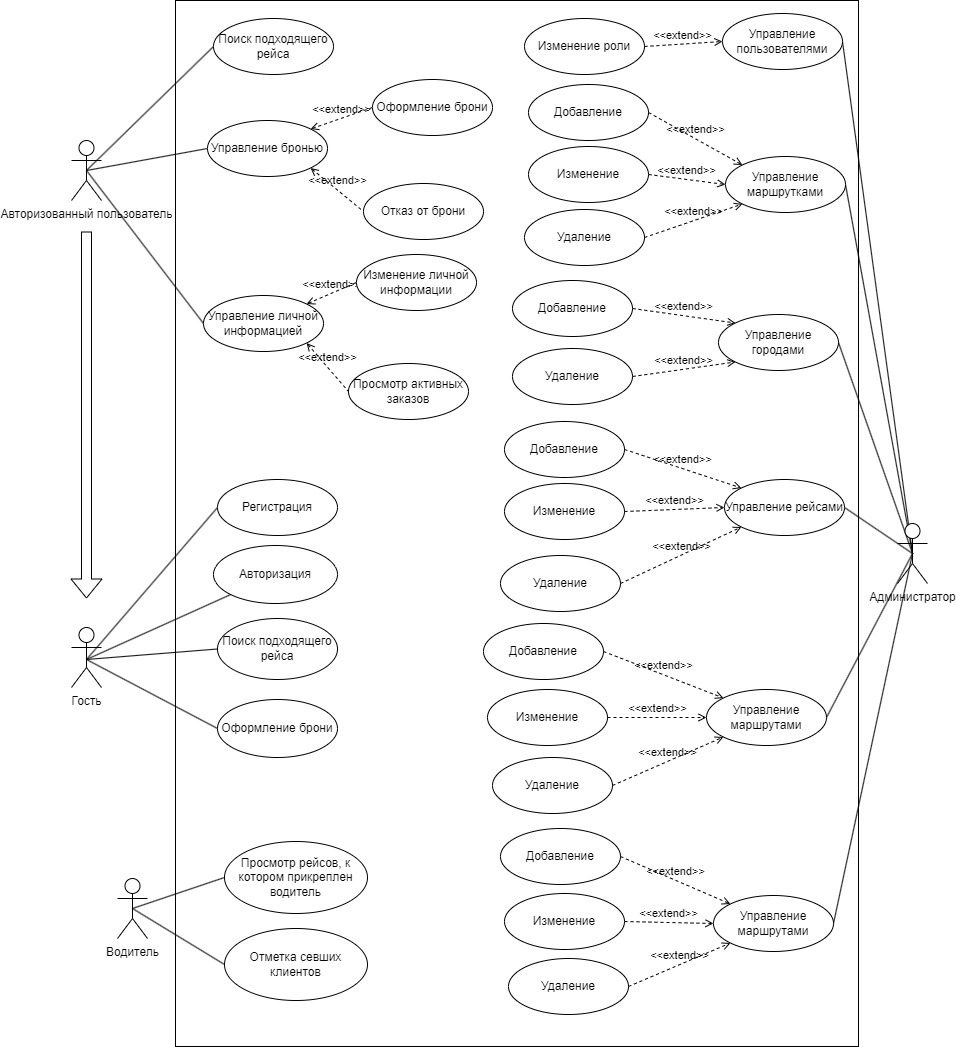 Поиск подходящего
рейса
Управление бронью
<<extend>>
Оформление брони
<<extend>>
Отказ от брони
Авторизованный пользователь
Управление личной
информацией
<<extend>>
Изменение личной
информации
<<extend>>
Просмотр активных
заказов
Регистрация
Авторизация
Поиск подходящего
рейса
Оформление брони
Гость
Просмотр рейсов, к
котором прикреплен
водитель
Отметка севших
клиентов
Водитель
Изменение роли
<<extend>>
Управление
пользователями
Добавление
<<extend>>
Изменение
<<extend>>
Управление
маршрутками
Удаление
<<extend>>
Добавление
<<extend>>
Управление
городами
Удаление
<<extend>>
Добавление
<<extend>>
Изменение
<<extend>>
Управление рейсами
Удаление
<<extend>>
Администратор
Добавление
<<extend>>
Изменение
<<extend>>
Управление
маршрутами
Удаление
<<extend>>
Добавление
<<extend>>
Изменение
<<extend>>
Управление
маршрутами
Удаление
<<extend>>